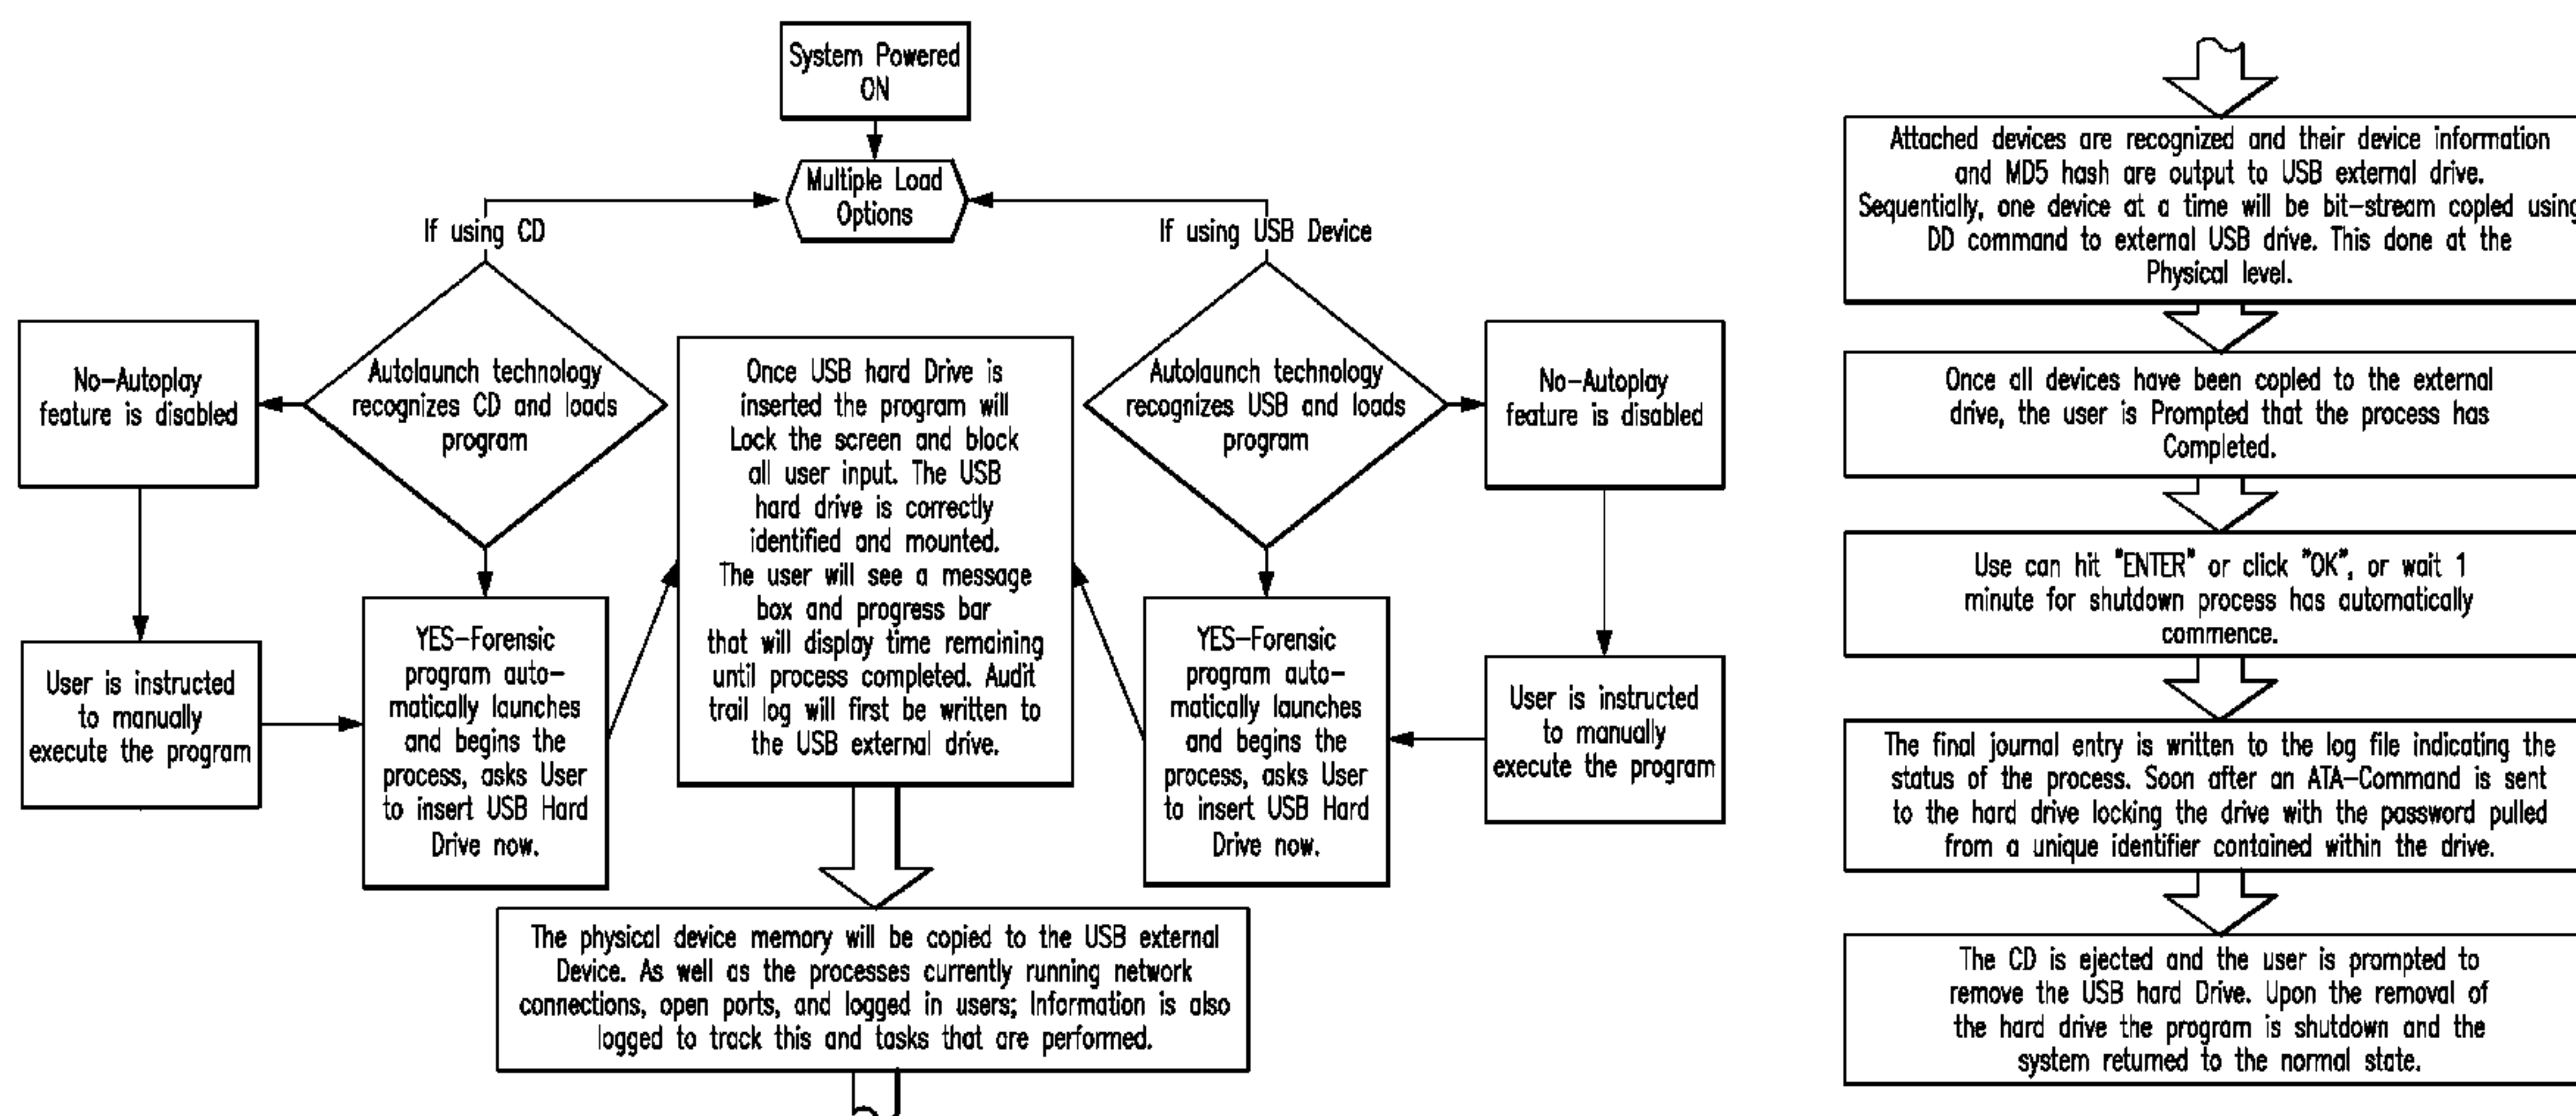 System Powered
ON
Multiple Load
Options
If using CD
If using USB Device
No-Autoplay
feature is disabled
Autolaunch technology
recognizes CD and loads
program
Once USB hard Drive is
inserted the program will
Lock the screen and block
all user input. The USB
hard drive is correctly
identified and mounted.
The user will see a message
box and progress bar
that will display time remaining
until process completed. Audit
trail log will first be written to
the USB external drive.
Autolaunch technology
recognizes USB and loads
program
No-Autoplay
feature is disabled
User is instructed
to manually
execute the program
YES-Forensic
program auto-
matically launches
and begins the
process, asks User
to insert USB Hard
Drive now.
YES-Forensic
program auto-
matically launches
and begins the
process, asks User
to insert USB Hard
Drive now.
User is instructed
to manually
execute the program
The physical device memory will be copied to the USB external
Device. As well as the processes currently running network
connections, open ports, and logged in users; Information is also
logged to track this and tasks that are performed.
Attached devices are recognized and their device information
and MD5 hash are output to USB external drive.
Sequentially, one device at a time will be bit-stream copled using
DD command to external USB drive. This done at the
Physical level.
Once all devices have been copied to the external
drive, the user is Prompted that the process has
Completed.
Use can hit "ENTER" or click "OK", or wait 1
minute for shutdown process has automatically
commence.
The final journal entry is written to the log file indicating the
status of the process. Soon after an ATA-Command is sent
to the hard drive locking the drive with the password pulled
from a unique identifier contained within the drive.
The CD is ejected and the user is prompted to
remove the USB hard Drive. Upon the removal of
the hard drive the program is shutdown and the
system returned to the normal state.